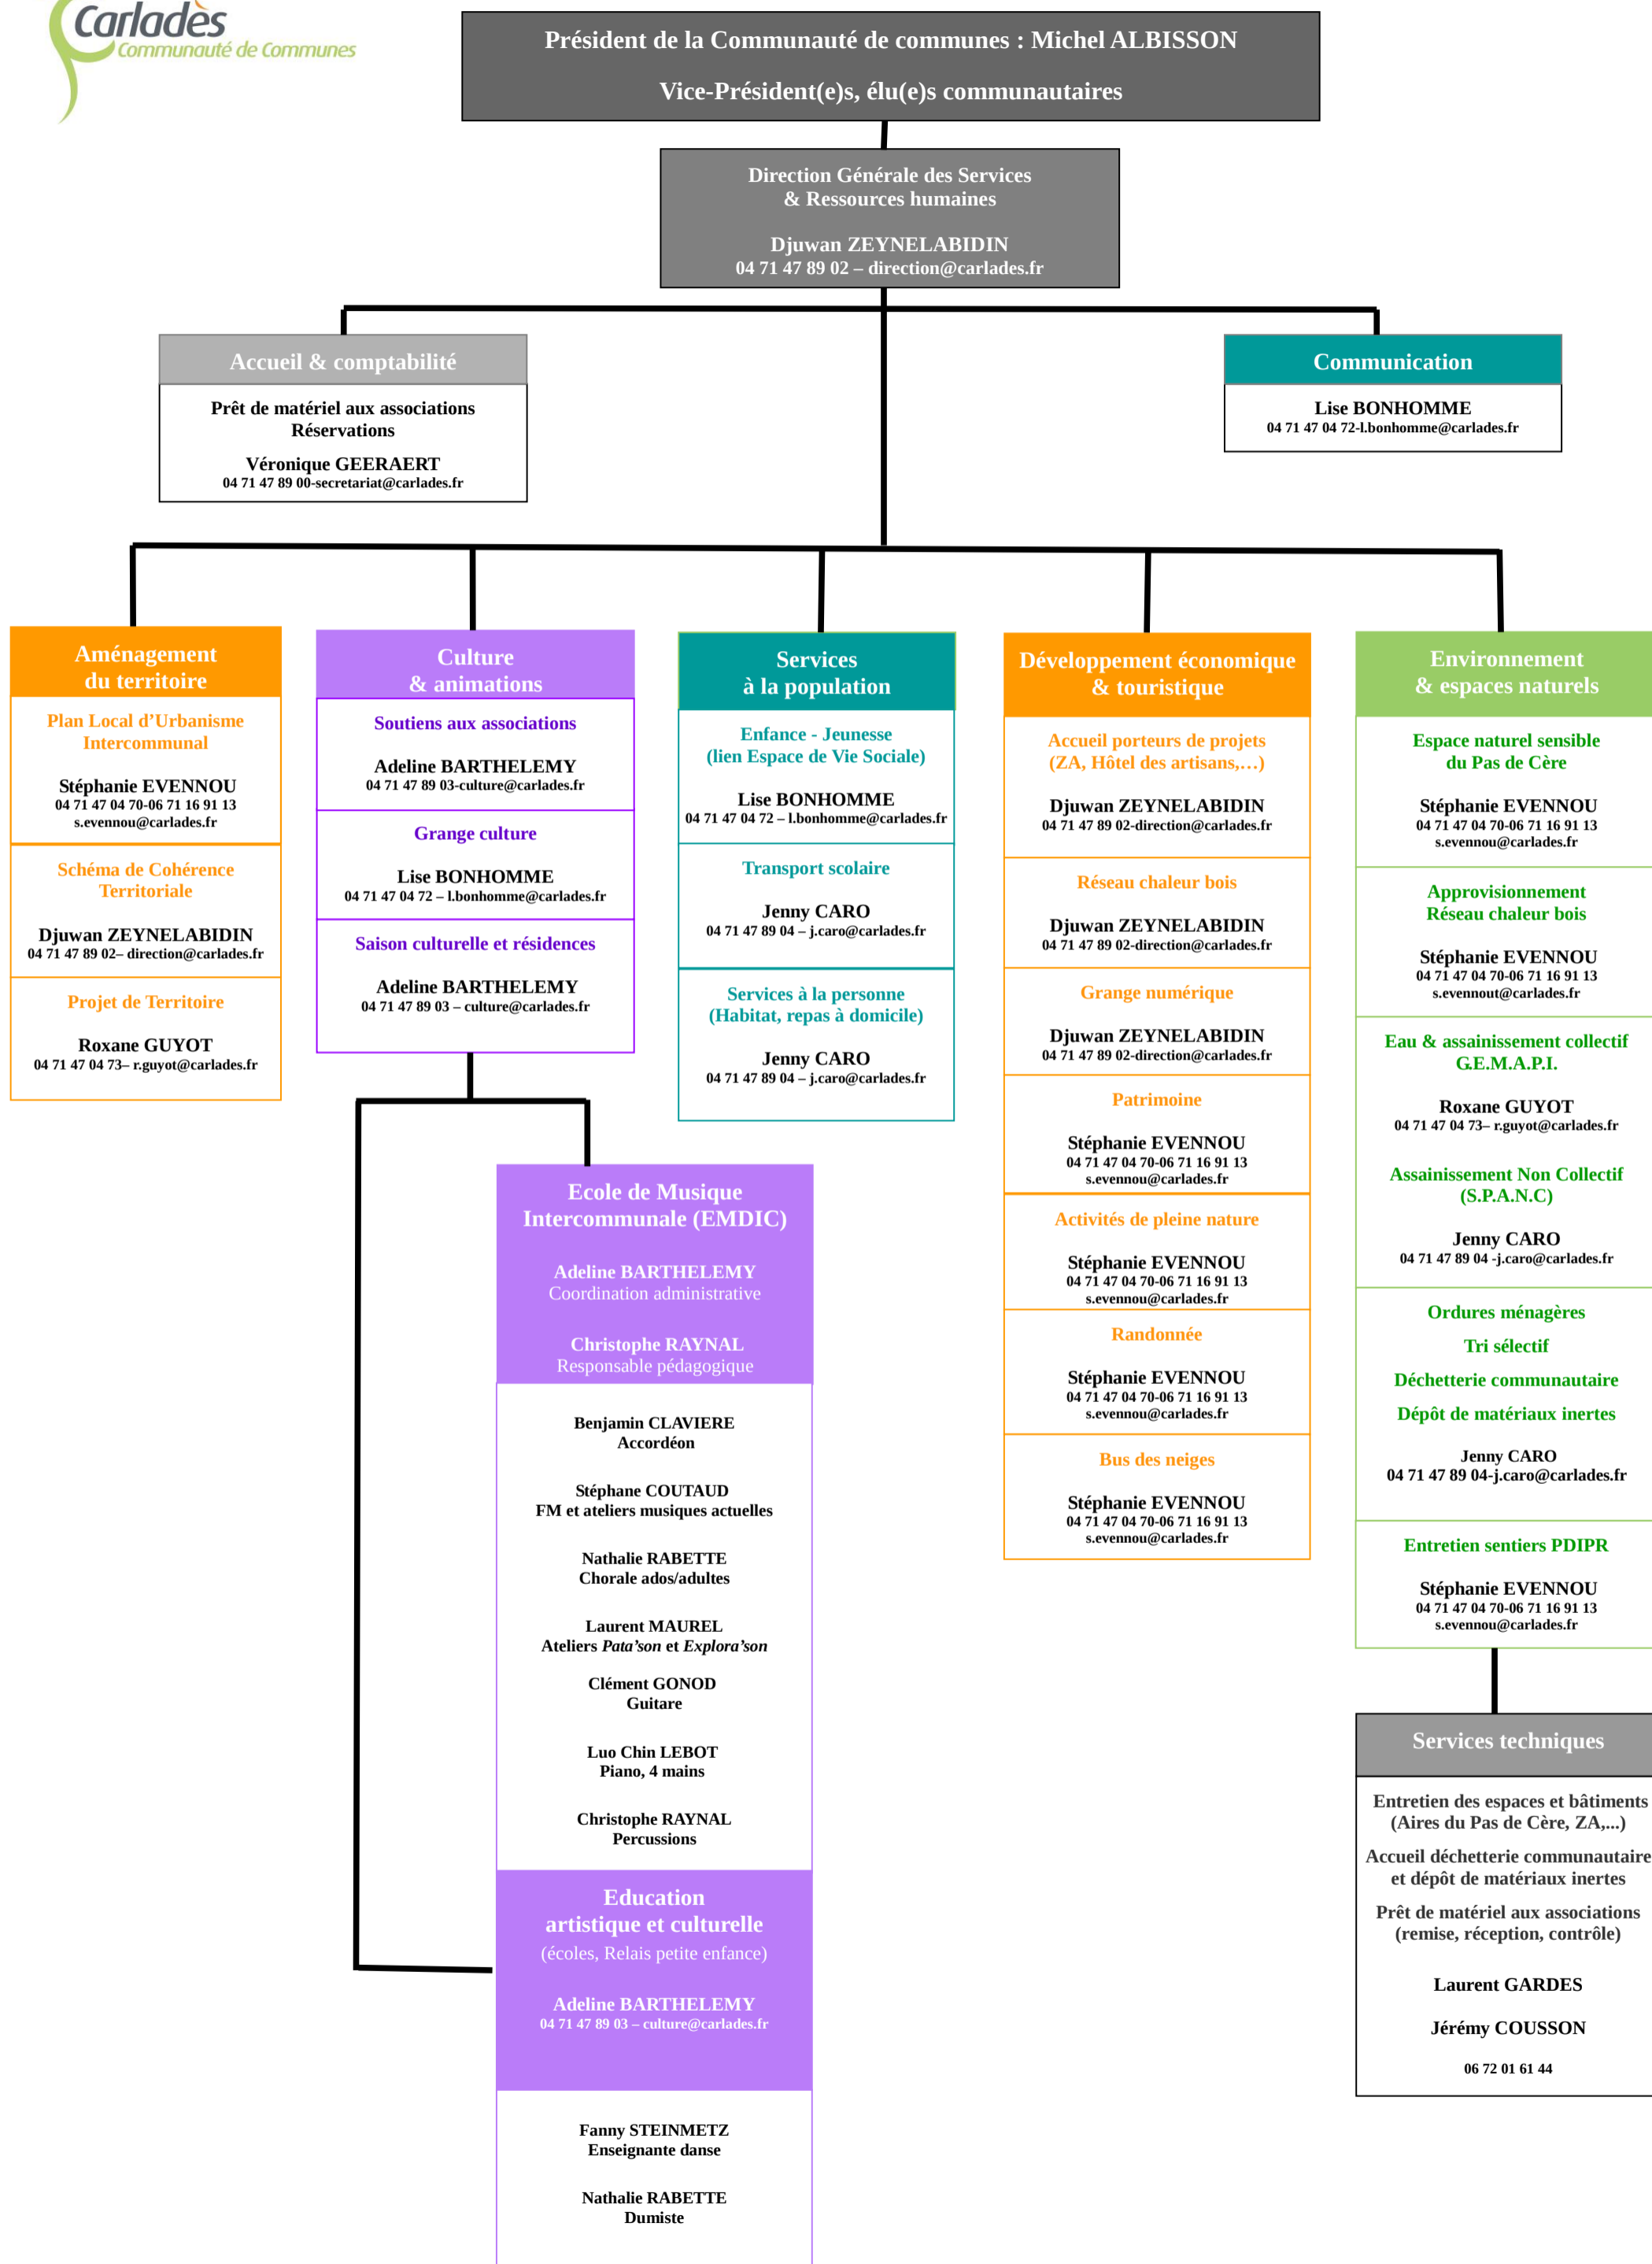 Carladès
Communauté de Communes
Président de la Communauté de communes : Michel ALBISSON
Vice-Président(e)s, élu(e)s communautaires
Direction Générale des Services
& Ressources humaines
Djuwan ZEYNELABIDIN
04 71 47 89 02 – direction@carlades.fr
Accueil & comptabilité
Prêt de matériel aux associations
Réservations
Véronique GEERAERT
04 71 47 89 00-secretariat@carlades.fr
Communication
Lise BONHOMME
04 71 47 04 72-l.bonhomme@carlades.fr
Aménagement
du territoire
Plan Local d’Urbanisme
Intercommunal
Stéphanie EVENNOU
04 71 47 04 70-06 71 16 91 13
s.evennou@carlades.fr
Schéma de Cohérence
Territoriale
Djuwan ZEYNELABIDIN
04 71 47 89 02– direction@carlades.fr
Projet de Territoire
Roxane GUYOT
04 71 47 04 73– r.guyot@carlades.fr
Culture
& animations
Soutiens aux associations
Adeline BARTHELEMY
04 71 47 89 03-culture@carlades.fr
Grange culture
Lise BONHOMME
04 71 47 04 72 – l.bonhomme@carlades.fr
Saison culturelle et résidences
Adeline BARTHELEMY
04 71 47 89 03 – culture@carlades.fr
Ecole de Musique
Intercommunale (EMDIC)
Adeline BARTHELEMY
Coordination administrative
Christophe RAYNAL
Responsable pédagogique
Benjamin CLAVIERE
Accordéon
Stéphane COUTAUD
FM et ateliers musiques actuelles
Nathalie RABETTE
Chorale ados/adultes
Laurent MAUREL
Ateliers Pata’son et Explora’son
Clément GONOD
Guitare
Luo Chin LEBOT
Piano, 4 mains
Christophe RAYNAL
Percussions
Education
artistique et culturelle
(écoles, Relais petite enfance)
Adeline BARTHELEMY
04 71 47 89 03 – culture@carlades.fr
Fanny STEINMETZ
Enseignante danse
Nathalie RABETTE
Dumiste
Services
à la population
Enfance - Jeunesse
(lien Espace de Vie Sociale)
Lise BONHOMME
04 71 47 04 72 – l.bonhomme@carlades.fr
Transport scolaire
Jenny CARO
04 71 47 89 04 – j.caro@carlades.fr
Services à la personne
(Habitat, repas à domicile)
Jenny CARO
04 71 47 89 04 – j.caro@carlades.fr
Développement économique
& touristique
Accueil porteurs de projets
(ZA, Hôtel des artisans,…)
Djuwan ZEYNELABIDIN
04 71 47 89 02-direction@carlades.fr
Réseau chaleur bois
Djuwan ZEYNELABIDIN
04 71 47 89 02-direction@carlades.fr
Grange numérique
Djuwan ZEYNELABIDIN
04 71 47 89 02-direction@carlades.fr
Patrimoine
Stéphanie EVENNOU
04 71 47 04 70-06 71 16 91 13
s.evennou@carlades.fr
Activités de pleine nature
Stéphanie EVENNOU
04 71 47 04 70-06 71 16 91 13
s.evennou@carlades.fr
Randonnée
Stéphanie EVENNOU
04 71 47 04 70-06 71 16 91 13
s.evennou@carlades.fr
Bus des neiges
Stéphanie EVENNOU
04 71 47 04 70-06 71 16 91 13
s.evennou@carlades.fr
Environnement
& espaces naturels
Espace naturel sensible
du Pas de Cère
Stéphanie EVENNOU
04 71 47 04 70-06 71 16 91 13
s.evennou@carlades.fr
Approvisionnement
Réseau chaleur bois
Stéphanie EVENNOU
04 71 47 04 70-06 71 16 91 13
s.evennout@carlades.fr
Eau & assainissement collectif
G.E.M.A.P.I.
Roxane GUYOT
04 71 47 04 73– r.guyot@carlades.fr
Assainissement Non Collectif
(S.P.A.N.C)
Jenny CARO
04 71 47 89 04 -j.caro@carlades.fr
Ordures ménagères
Tri sélectif
Déchetterie communautaire
Dépôt de matériaux inertes
Jenny CARO
04 71 47 89 04-j.caro@carlades.fr
Entretien sentiers PDIPR
Stéphanie EVENNOU
04 71 47 04 70-06 71 16 91 13
s.evennou@carlades.fr
Services techniques
Entretien des espaces et bâtiments
(Aires du Pas de Cère, ZA,...)
Accueil déchetterie communautaire
et dépôt de matériaux inertes
Prêt de matériel aux associations
(remise, réception, contrôle)
Laurent GARDES
Jérémy COUSSON
06 72 01 61 44